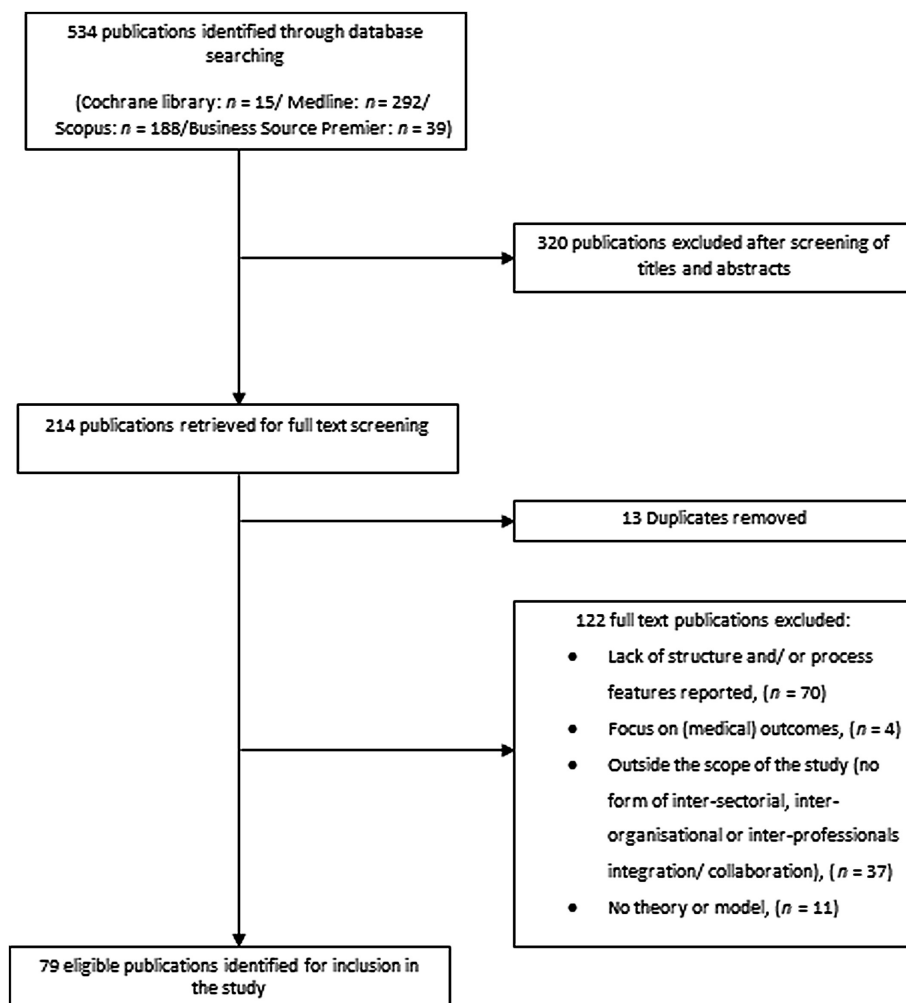 534 publications identified through database
searching
(Cochrane library: n = 15/ Medline: n = 292/
Scopus: n = 188/Business Source Premier: n = 39)
320 publications excluded after screening of
titles and abstracts
214 publications retrieved for full text screening
13 Duplicates removed
122 full text publications excluded:
● Lack of structure and/ or process
features reported, (n = 70)
● Focus on (medical) outcomes, (n = 4)
● Outside the scope of the study (no
form of inter-sectorial, inter-
organisational or inter-professionals
integration/ collaboration), (n = 37)
● No theory or model, (n = 11)
79 eligible publications identified for inclusion in
the study